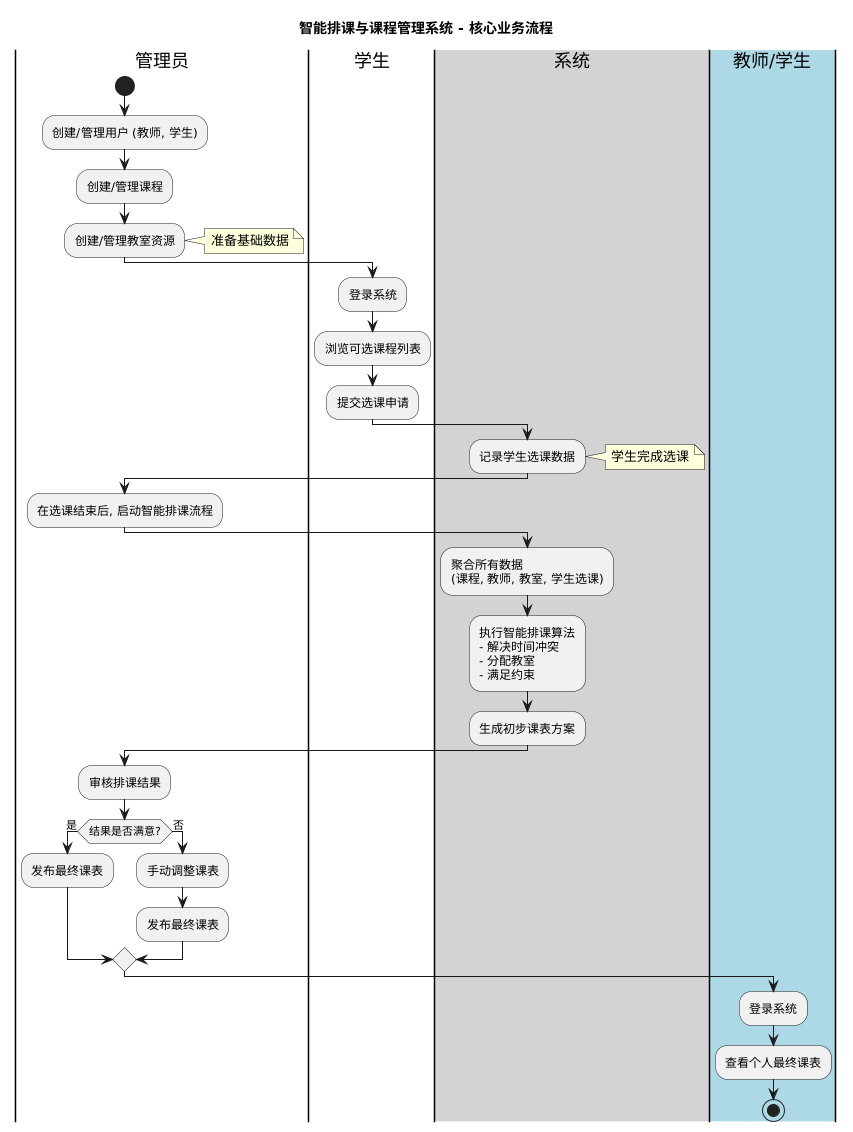 智能排课与课程管理系统 - 核心业务流程
管理员
学生
系统
教师/学生
创建/管理用户 (教师, 学生)
创建/管理课程
创建/管理教室资源
准备基础数据
登录系统
浏览可选课程列表
提交选课申请
记录学生选课数据
学生完成选课
在选课结束后, 启动智能排课流程
聚合所有数据
(课程, 教师, 教室, 学生选课)
执行智能排课算法
- 解决时间冲突
- 分配教室
- 满足约束
生成初步课表方案
审核排课结果
是
结果是否满意?
否
发布最终课表
手动调整课表
发布最终课表
登录系统
查看个人最终课表